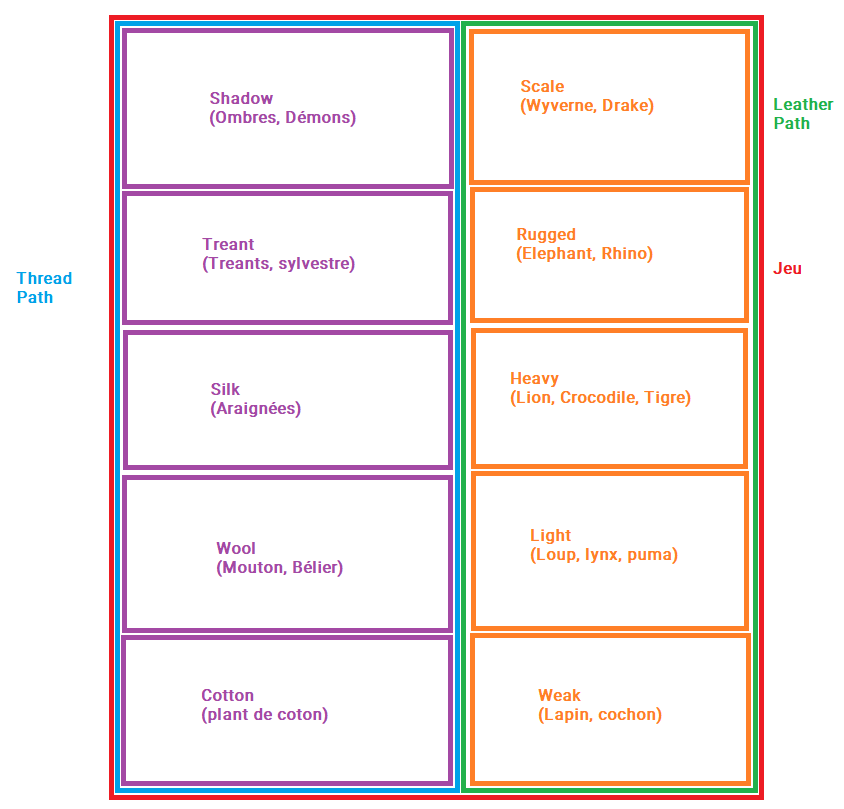 Shadow
(Ombres, Démons)
Scale
(Wyverne, Drake)
Leather
Path
Treant
(Treants, sylvestre)
Rugged
(Elephant, Rhino)
Jeu
Thread
Path
Silk
(Araignées)
Heavy
(Lion, Crocodile, Tigre)
Wool
(Mouton, Bélier)
Light
(Loup, lynx, puma)
Cotton
(plant de coton)
Weak
(Lapin, cochon)